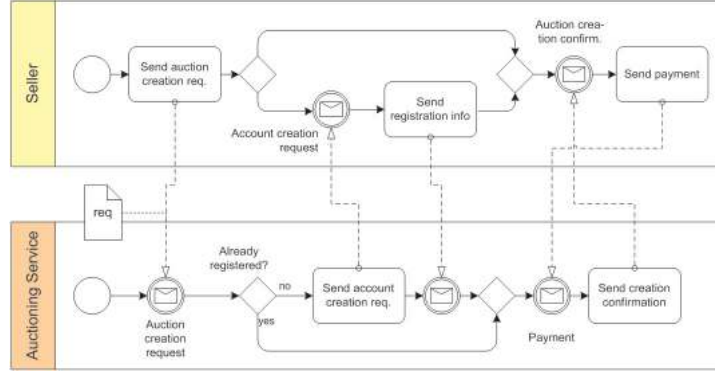 Seller
Auction crea-
tion confirm.
Send auction
creation req.
Send payment
Send
registration info
Account creation
request
req
Auctioning Service
Already
registered?
no
yes
Send account
creation req.
Send creation
confirmation
Auction
creation
request
Payment